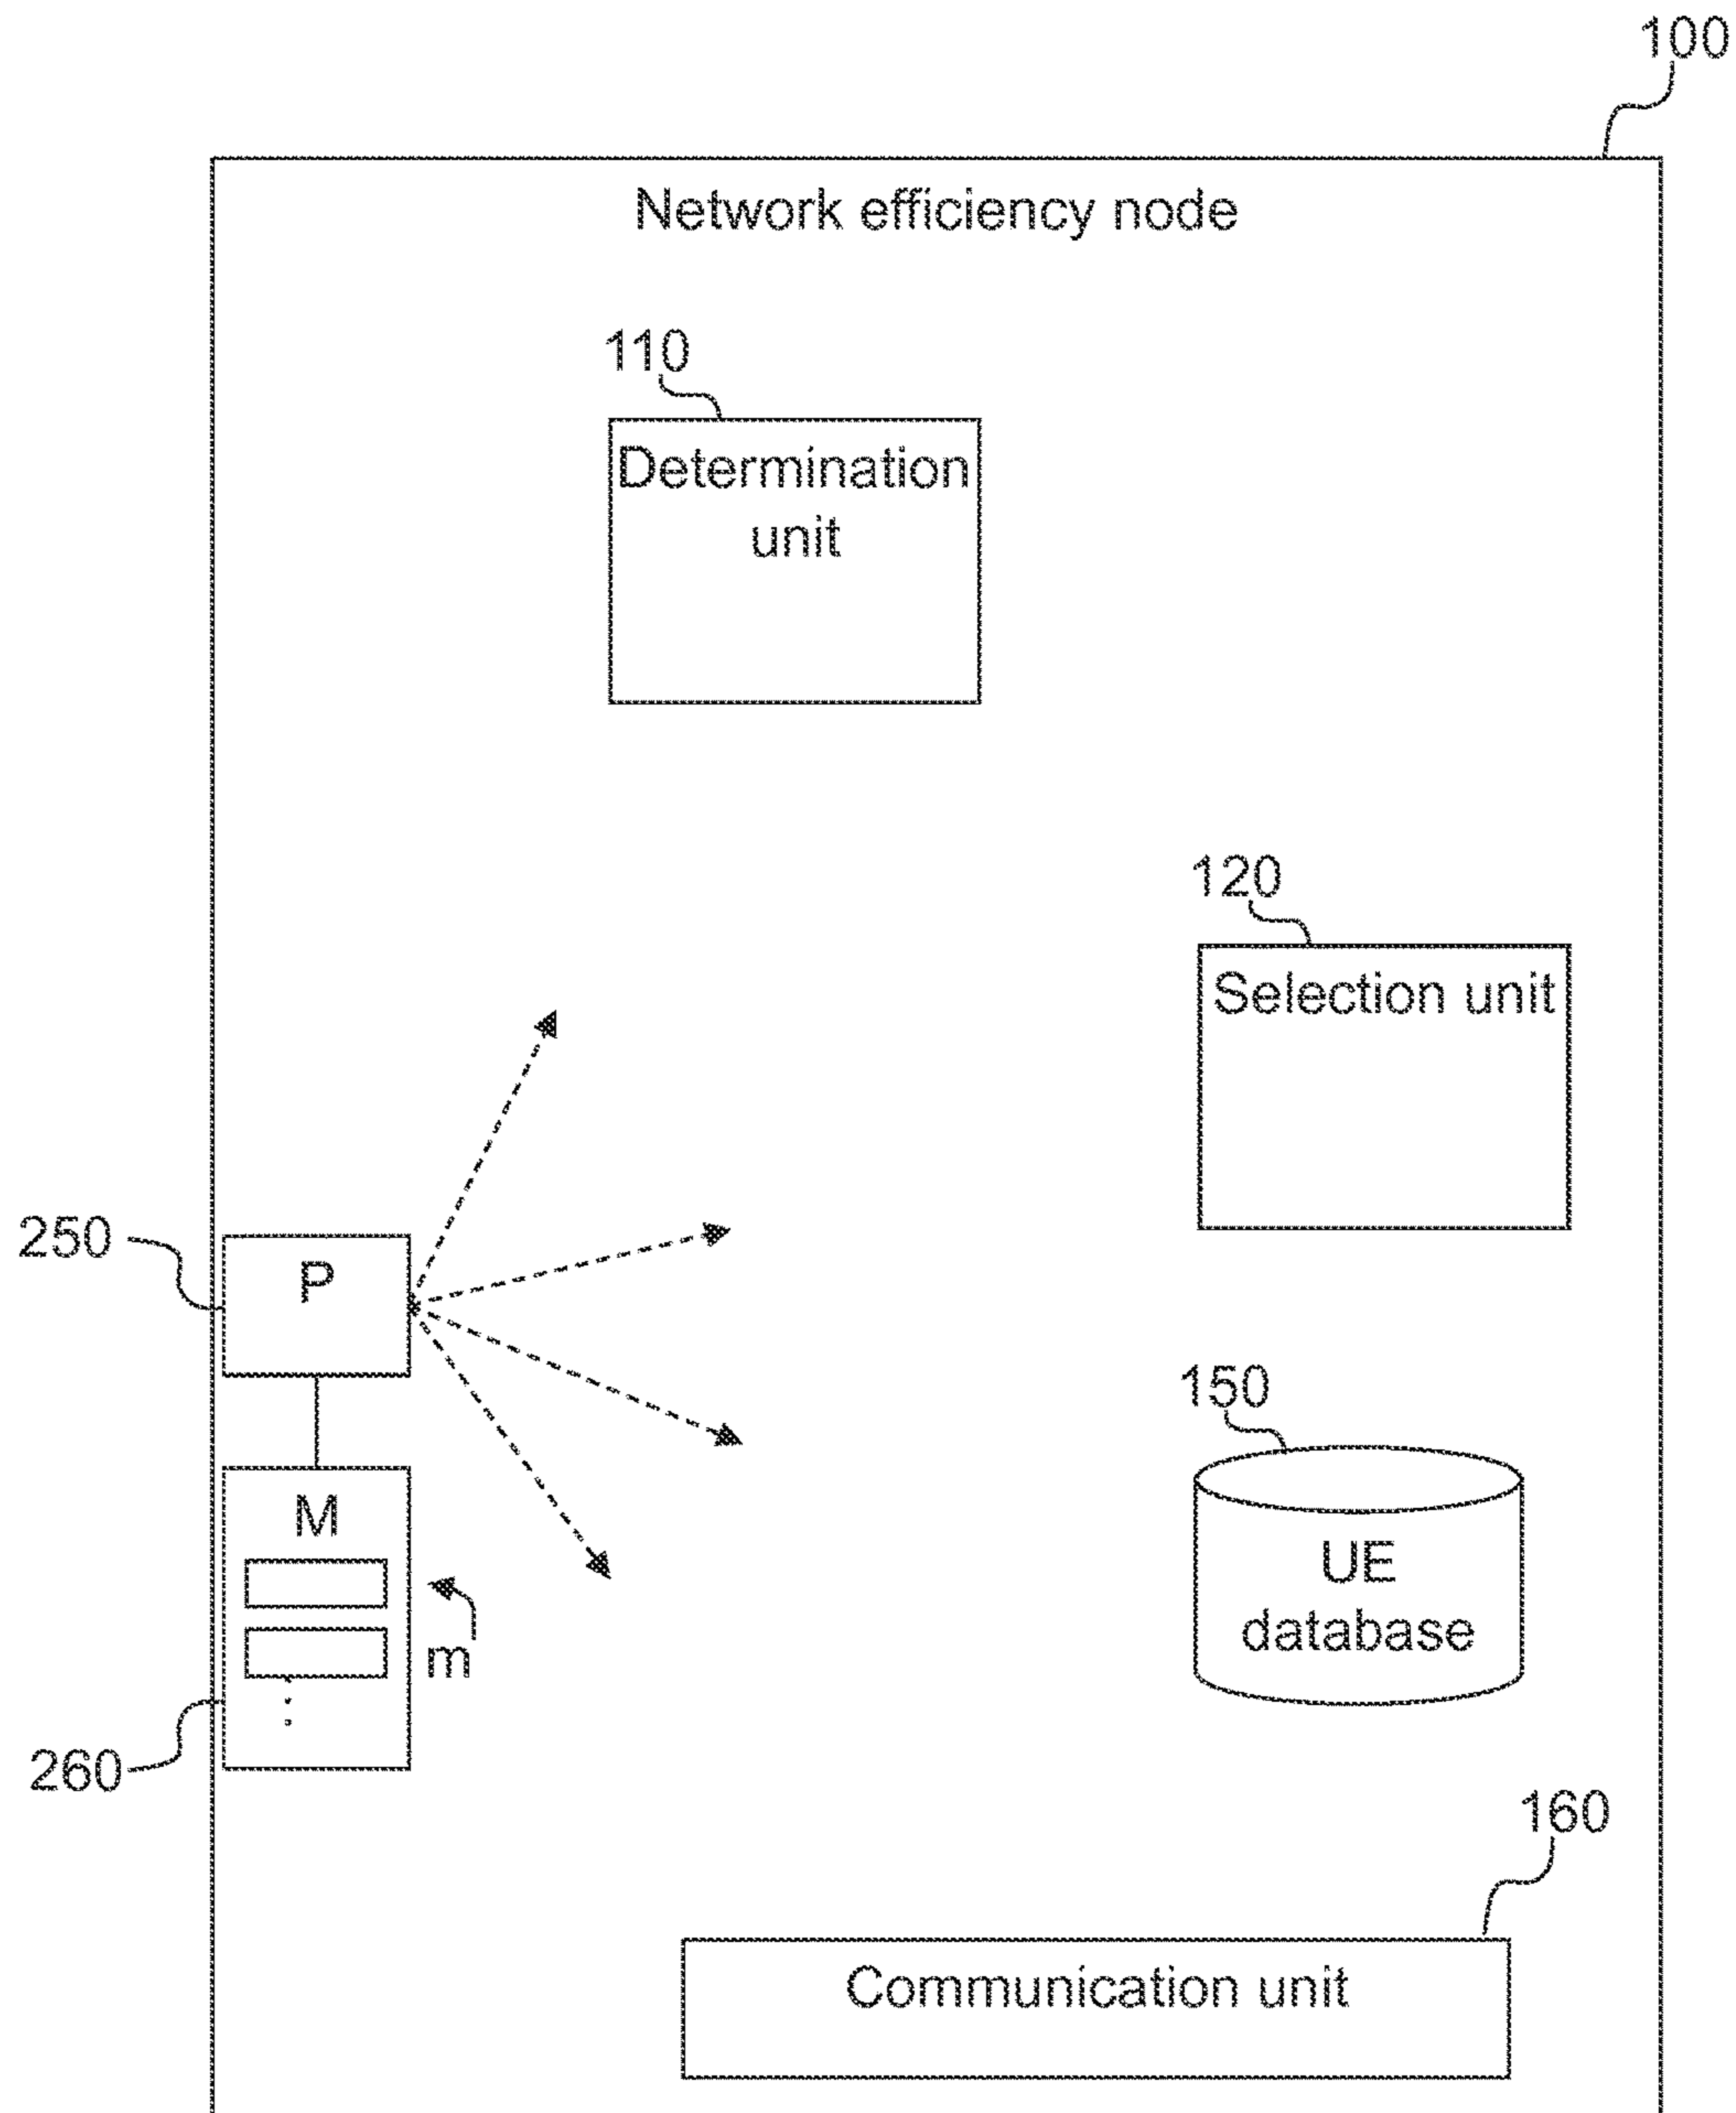 100
Network efficiency node
110
Determination
unit
120
Selection unit
250
P
150
M
UE
database
m
260
160
Communication unit